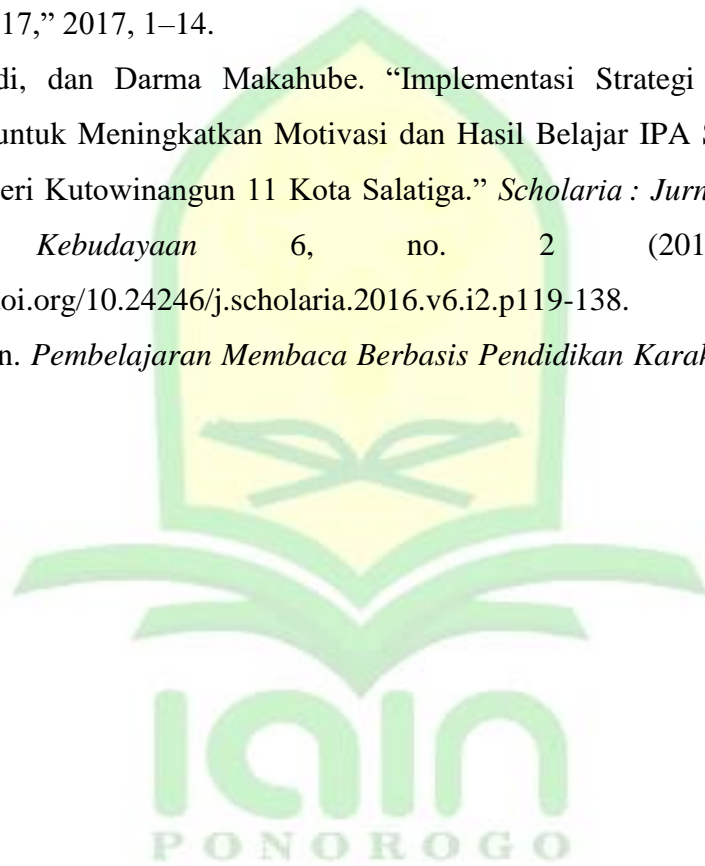 17,” 2017, 1–14.
di, dan Darma Makahube. “Implementasi Strategi
untuk Meningkatkan Motivasi dan Hasil Belajar IPA S
eri Kutowinangun 11 Kota Salatiga.” Scholaria : Jurn
Kebudayaan 6, no. 2 (201
oi.org/10.24246/j.scholaria.2016.v6.i2.p119-138.
n. Pembelajaran Membaca Berbasis Pendidikan Karak
iain
PONOROGO